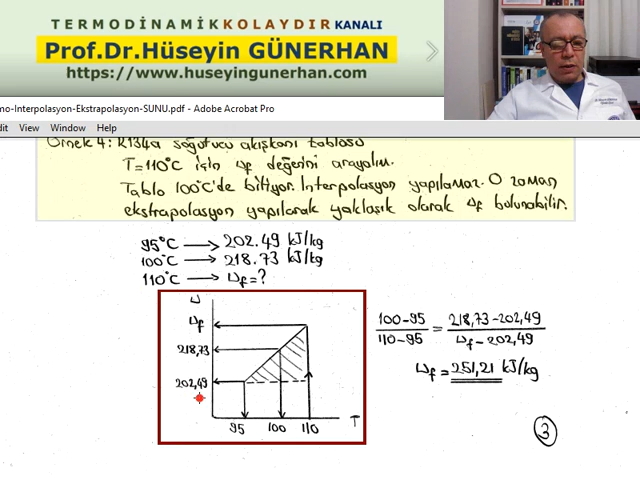 TERMODİNAMİKKOLAYDIR KANALI
Prof.Dr.Hüseyin GÜNERHAN
https://www.huseyingunerhan.com
mo-Interpolasyon-Ekstrapolasyon-SUNU.pdf - Adobe Acrobat Pro
dit View Window Help
Örnek 4: R134a soğutucu akışkanı tablosu
T=110°C için uf değerini arayalım.
Tablo 100°C'de bitiyor. İnterpolasyon yapılamaz. O zaman
ekstrapolasyon yapılarak yaklaşık olarak uf bulunabilir.
95°C → 202.49 kJ/kg
100°C → 218.73 kJ/kg
110°C → uf=?
u
uf
218,73
202,49
95 100 110 T
100-95 / 110-95 = 218,73-202,49 / uf-202,49
uf = 251,21 kJ/kg
3